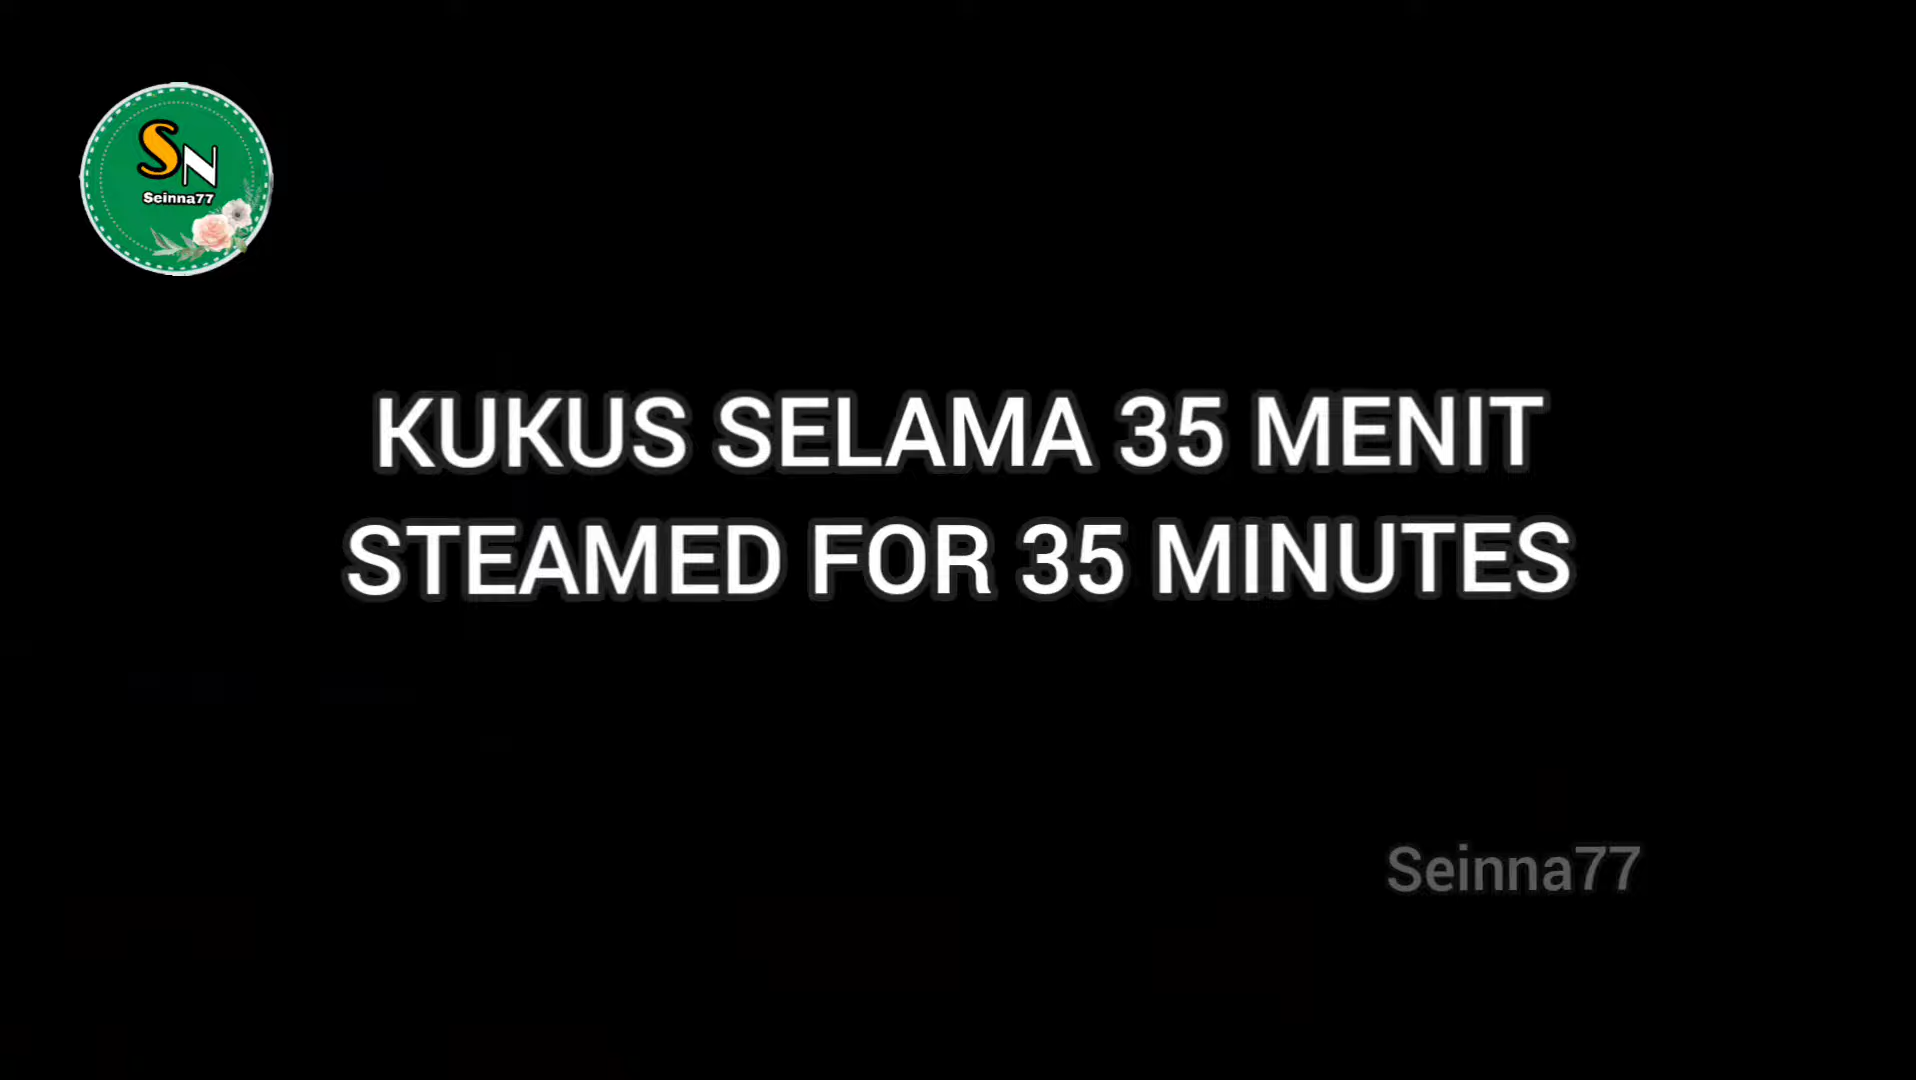 SN
Seinna77
KUKUS SELAMA 35 MENIT
STEAMED FOR 35 MINUTES
Seinna77